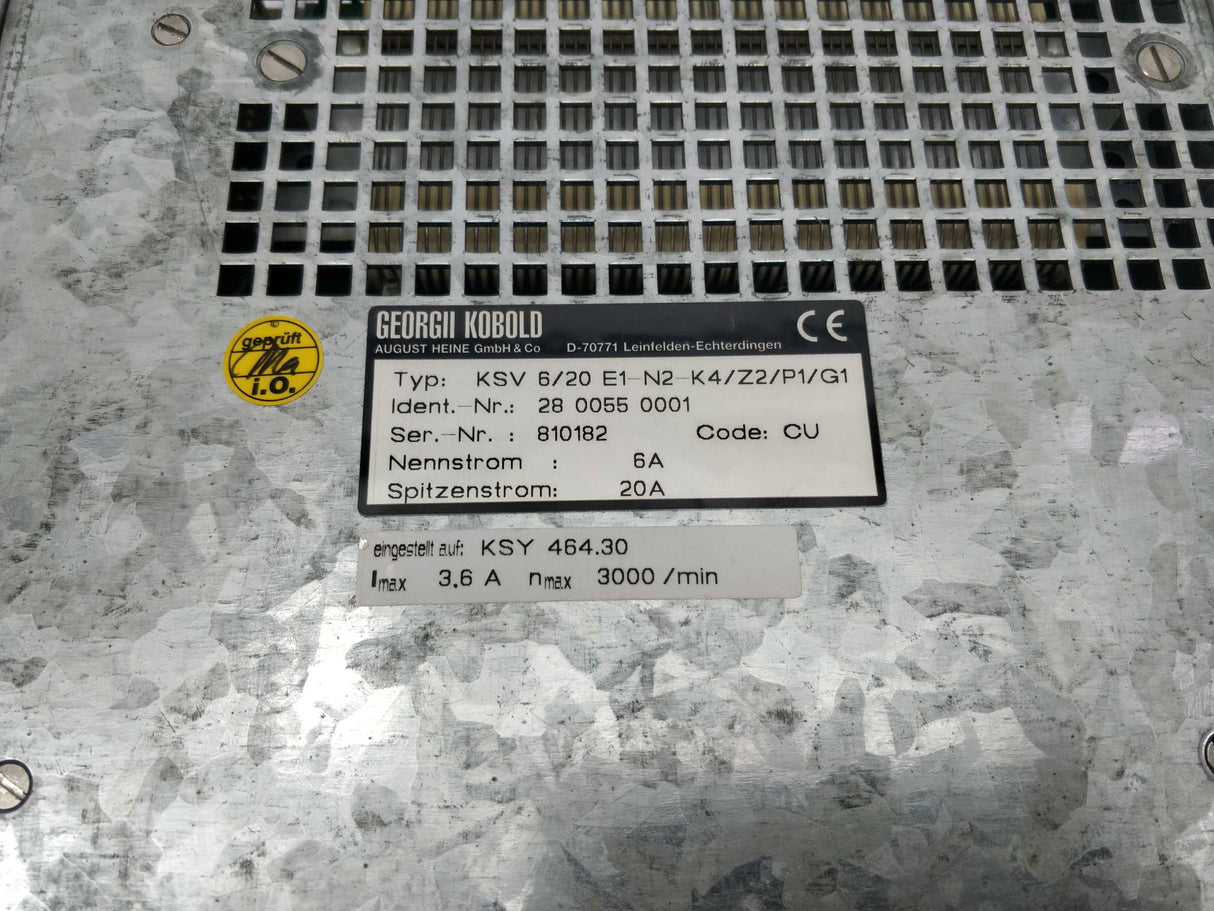 GEORGII KOBOLD CE
AUGUST HEINE GmbH & Co D-70771 Leinfelden-Echterdingen
Typ: KSV 6/20 E1-N2-K4/Z2/P1/G1
Ident.-Nr.: 28 0055 0001
Ser.-Nr. : 810182 Code: CU
Nennstrom : 6A
Spitzenstrom: 20A
©
geprüft
Ma
i.O.
eingestellt auf: KSY 464.30
Imax 3.6 A nmax 3000 /min